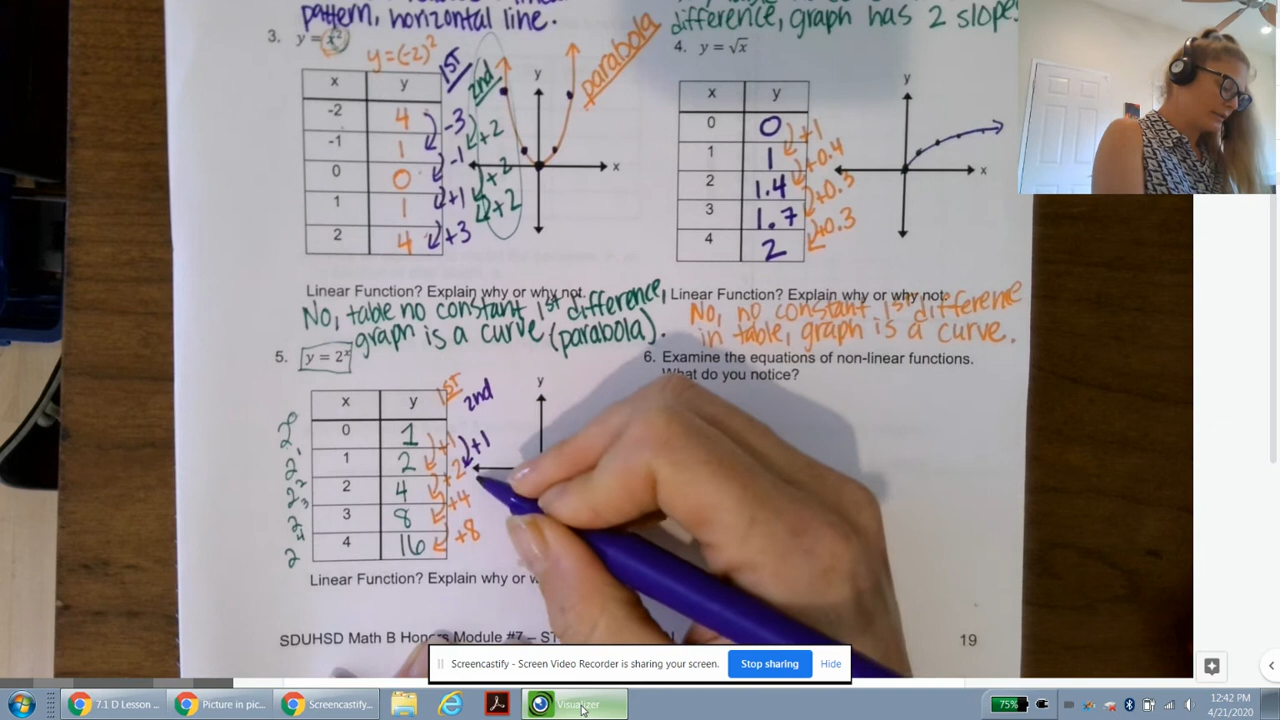 pattern, horizontal line.
difference, graph has 2 slopes
3. y = x²
y=(-2)²
1ST
2nd
x y
-2 4
-1 1
0 0
1 1
2 4
-3
-1
+1
+3
+2
+2
+2
y
x
parabola
Linear Function? Explain why or why not.
No, table no constant 1st difference,
graph is a curve (parabola).
4. y = √x
x y
0 0
1 1
2 1.4
3 1.7
4 2
+1
+0.4
+0.3
+0.3
y
x
Linear Function? Explain why or why not.
No, no constant 1st difference
in table, graph is a curve.
5. y = 2ˣ
1ST
2nd
x y
2⁰ 0 1
2¹ 1 2
2² 2 4
2³ 3 8
2⁴ 4 16
+1
+2
+4
+8
+1
y
Linear Function? Explain why or
6. Examine the equations of non-linear functions.
What do you notice?
SDUHSD Math B Honors Module #7 –
19
Screencastify - Screen Video Recorder is sharing your screen.
Stop sharing
Hide
7.1 D Lesson ...
Picture in pic...
Screencastify...
Visualizer
75%
12:42 PM
4/21/2020